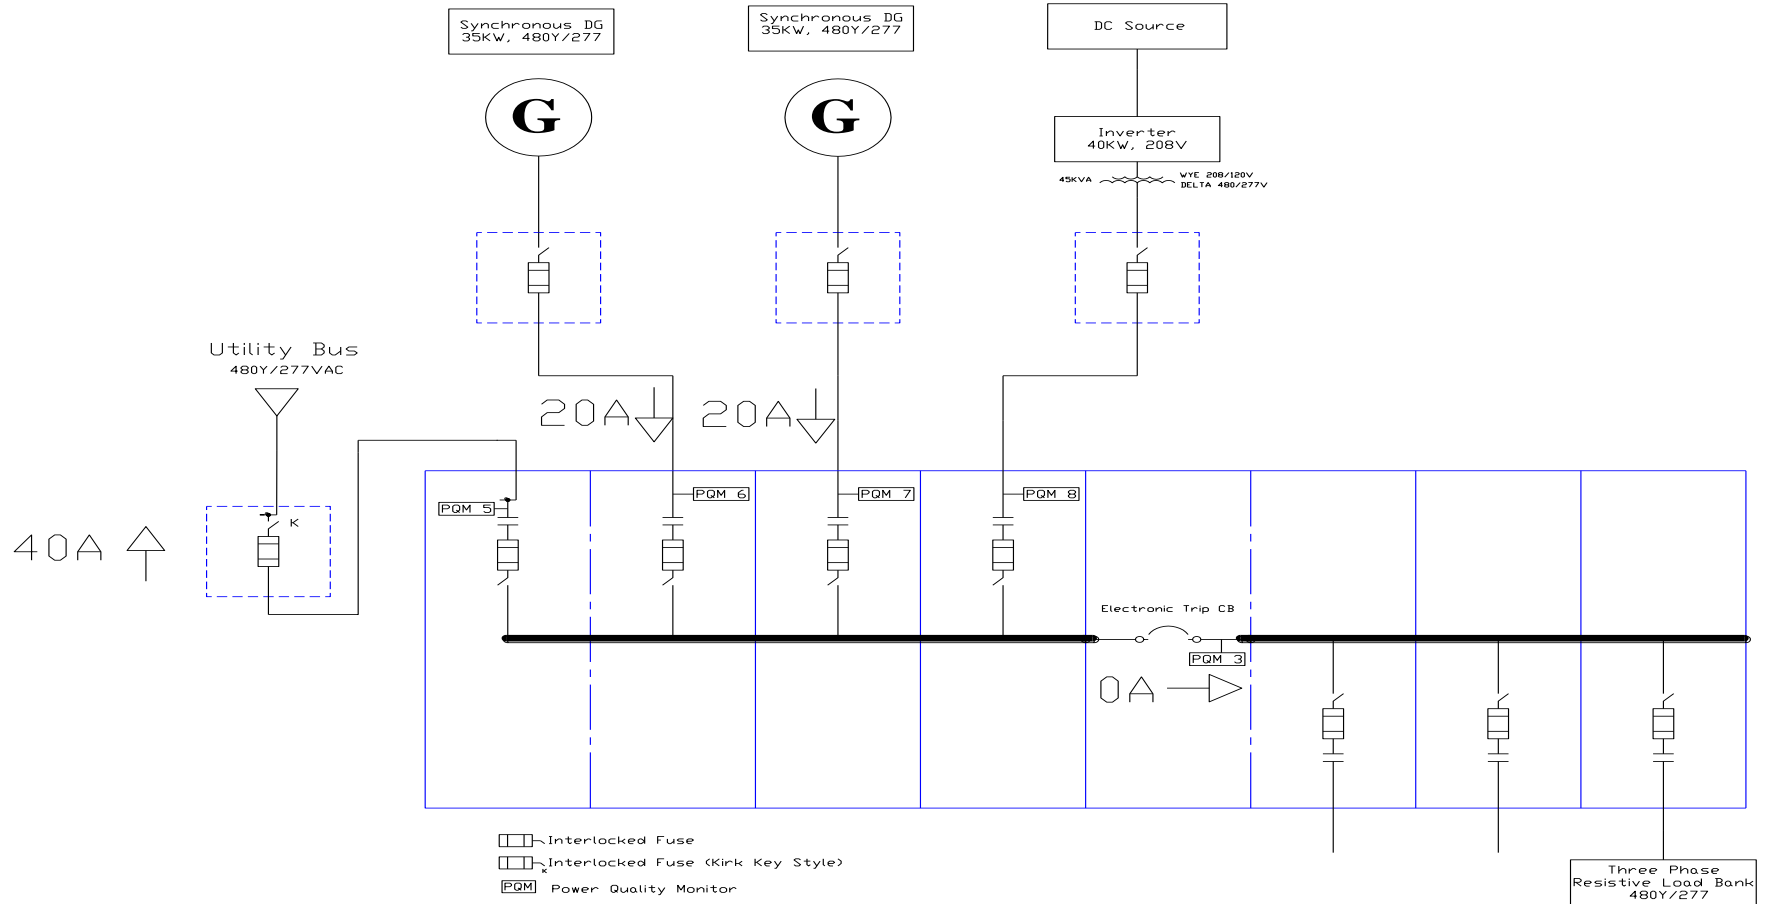 Synchronous DG
35KW, 480Y/277
Synchronous DG
35KW, 480Y/277
DC Source
G
G
Inverter
40KW, 208V
45KVA
WYE 208/120V
DELTA 480/277V
Utility Bus
480Y/277VAC
20A
20A
PQM 5
PQM 6
PQM 7
PQM 8
K
40A
Electronic Trip CB
PQM 3
0A
Interlocked Fuse
Interlocked Fuse (Kirk Key Style)
K
PQM
Power Quality Monitor
Three Phase
Resistive Load Bank
480Y/277